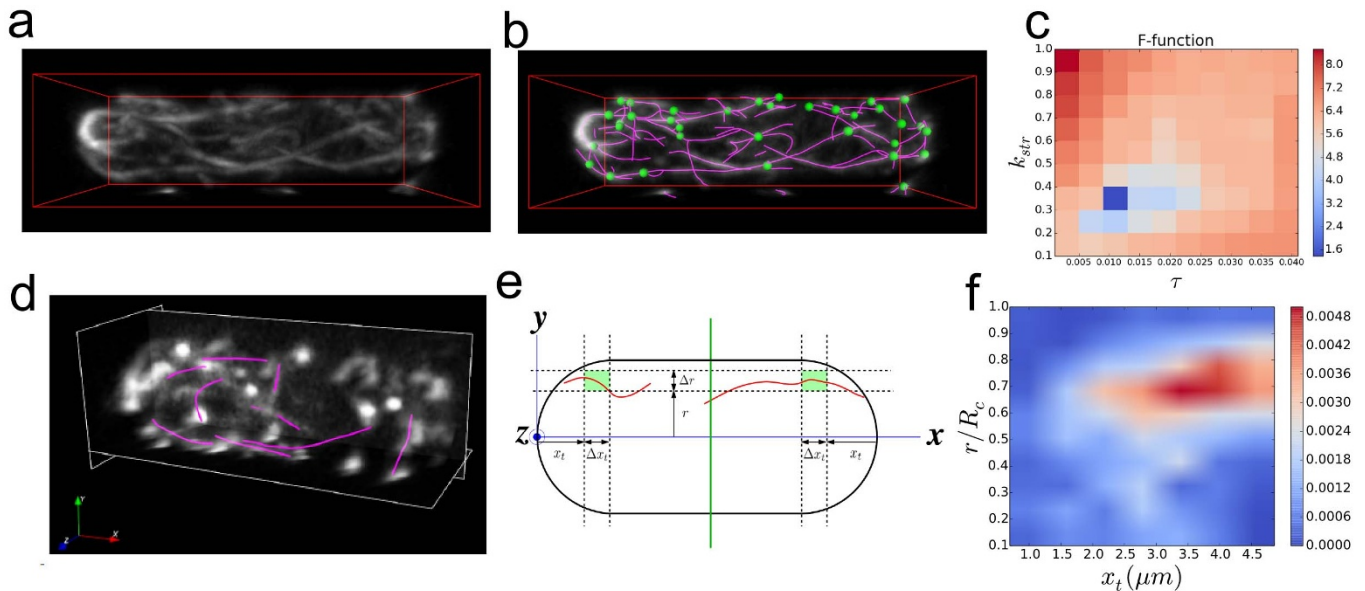 a
b
c
F-function
1.0
0.9
0.8
0.7
0.6
0.5
0.4
0.3
0.2
0.1
k_str
0.005 0.010 0.015 0.020 0.025 0.030 0.035 0.040
τ
8.0
7.2
6.4
5.6
4.8
4.0
3.2
2.4
1.6
d
Y
X
Z
e
y
Δr
r
z
x
x_t Δx_t Δx_t x_t
f
1.0
0.9
0.8
0.7
0.6
0.5
0.4
0.3
0.2
0.1
r/R_c
1.0 1.5 2.0 2.5 3.0 3.5 4.0 4.5
x_t(μm)
0.0048
0.0042
0.0036
0.0030
0.0024
0.0018
0.0012
0.0006
0.0000